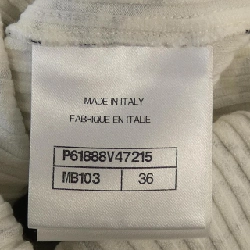 MADE IN ITALY
FABRIQUE EN ITALIE
P61888V47215
MB103 36